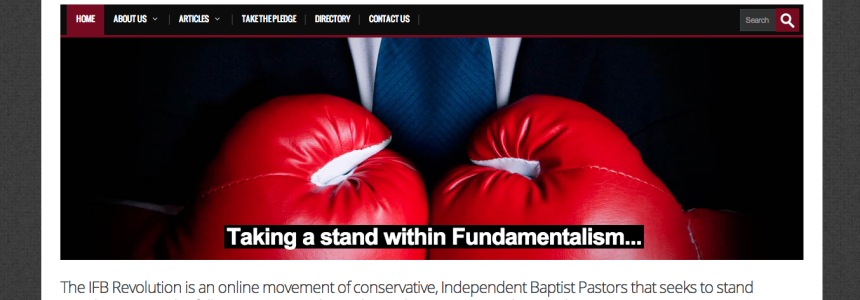 HOME ABOUT US ARTICLES TAKE THE PLEDGE DIRECTORY CONTACT US Search
Taking a stand within Fundamentalism...
The IFB Revolution is an online movement of conservative, Independent Baptist Pastors that seeks to stand